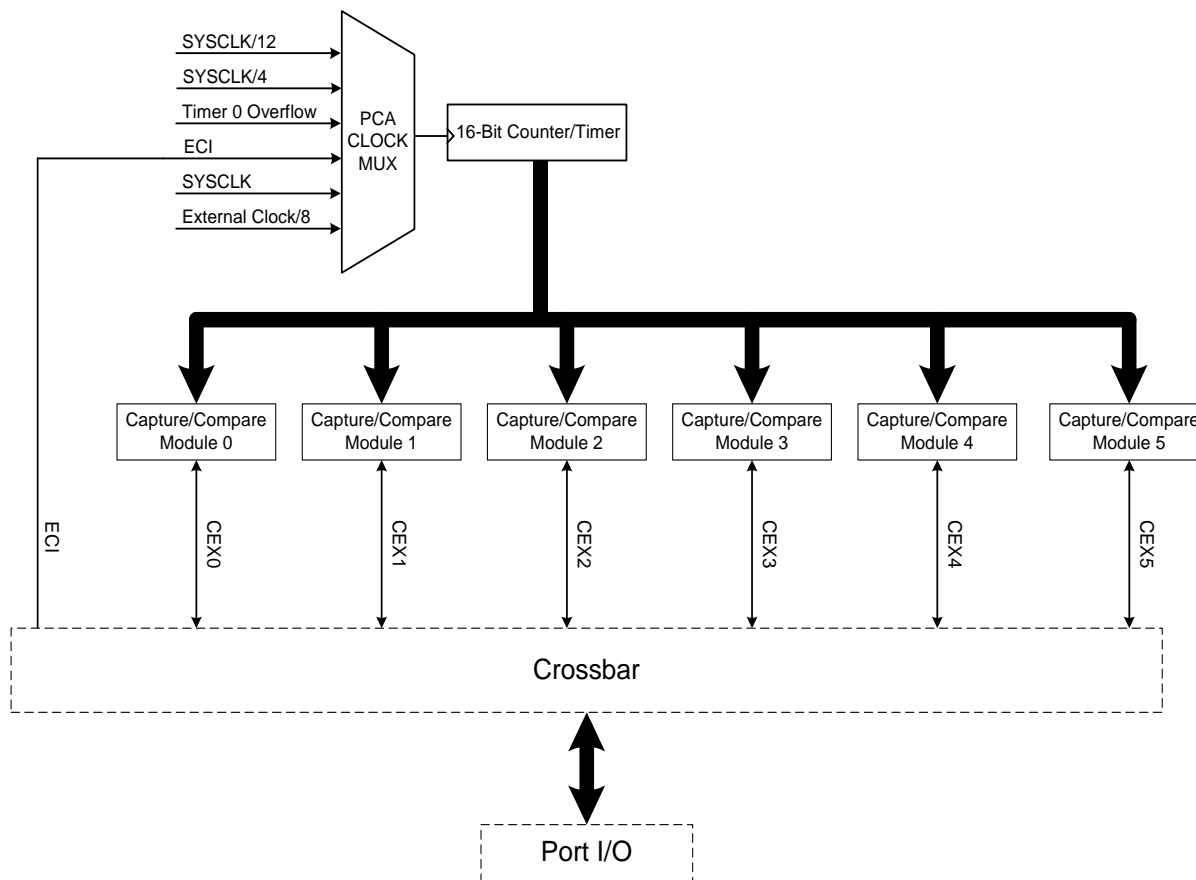 SYSCLK/12
SYSCLK/4
Timer 0 Overflow
ECI
SYSCLK
External Clock/8
PCA
CLOCK
MUX
16-Bit Counter/Timer
Capture/Compare
Module 0
Capture/Compare
Module 1
Capture/Compare
Module 2
Capture/Compare
Module 3
Capture/Compare
Module 4
Capture/Compare
Module 5
ECI
CEX0
CEX1
CEX2
CEX3
CEX4
CEX5
Crossbar
Port I/O